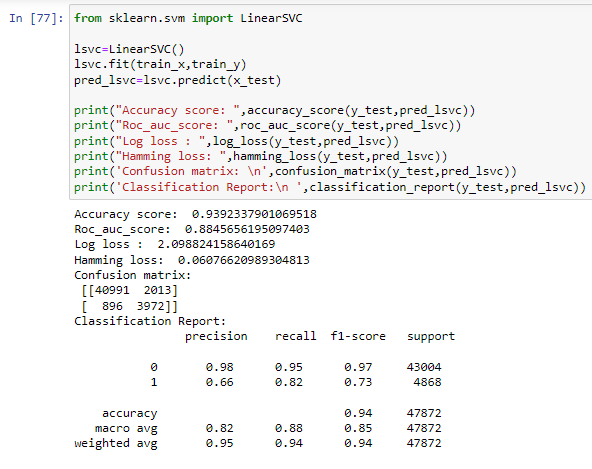 In [77]: from sklearn.svm import LinearSVC
lsvc=LinearSVC()
lsvc.fit(train_x,train_y)
pred_lsvc=lsvc.predict(x_test)
print("Accuracy score: ",accuracy_score(y_test,pred_lsvc))
print("Roc_auc_score: ",roc_auc_score(y_test,pred_lsvc))
print("Log loss : ",log_loss(y_test,pred_lsvc))
print("Hamming loss: ",hamming_loss(y_test,pred_lsvc))
print('Confusion matrix: \n',confusion_matrix(y_test,pred_lsvc))
print('Classification Report:\n ',classification_report(y_test,pred_lsvc))
Accuracy score:  0.9392337901069518
Roc_auc_score:  0.8845656195097403
Log loss :  2.098824158640169
Hamming loss:  0.06076620989304813
Confusion matrix:
[[40991  2013]
[  896  3972]]
Classification Report:
precision    recall  f1-score   support
0       0.98      0.95      0.97     43004
1       0.66      0.82      0.73      4868
accuracy                           0.94     47872
macro avg       0.82      0.88      0.85     47872
weighted avg       0.95      0.94      0.94     47872